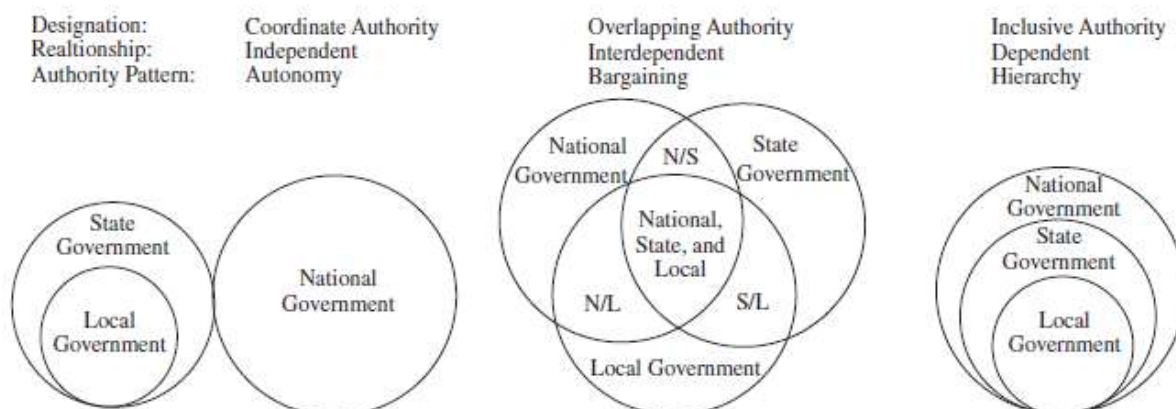 Designation:
Realtionship:
Authority Pattern:
Coordinate Authority
Independent
Autonomy
Overlapping Authority
Interdependent
Bargaining
Inclusive Authority
Dependent
Hierarchy
State
Government
Local
Government
National
Government
National
Government
N/S
State
Government
National,
State, and
Local
N/L
S/L
Local Government
National
Government
State
Government
Local
Government